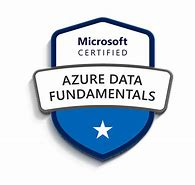 Microsoft
CERTIFIED
AZURE DATA
FUNDAMENTALS